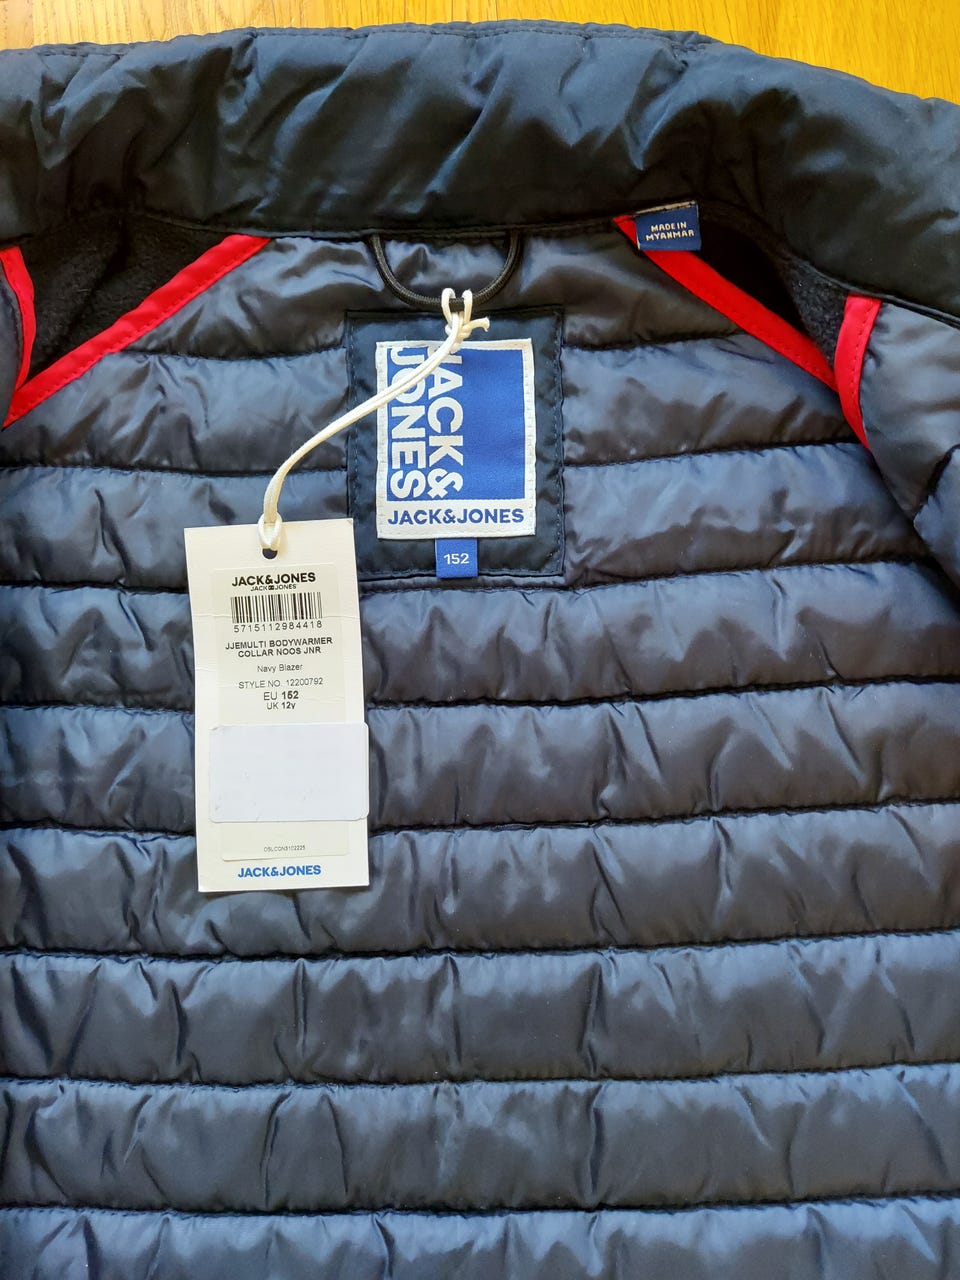 MADE IN
MYANMAR
JACK&
JONES
JACK&JONES
152
JACK&JONES
JACK & JONES
5715112984418
JJEMULTI BODYWARMER
COLLAR NOOS JNR
Navy Blazer
STYLE NO. 12200792
EU 152
UK 12y
JACK&JONES